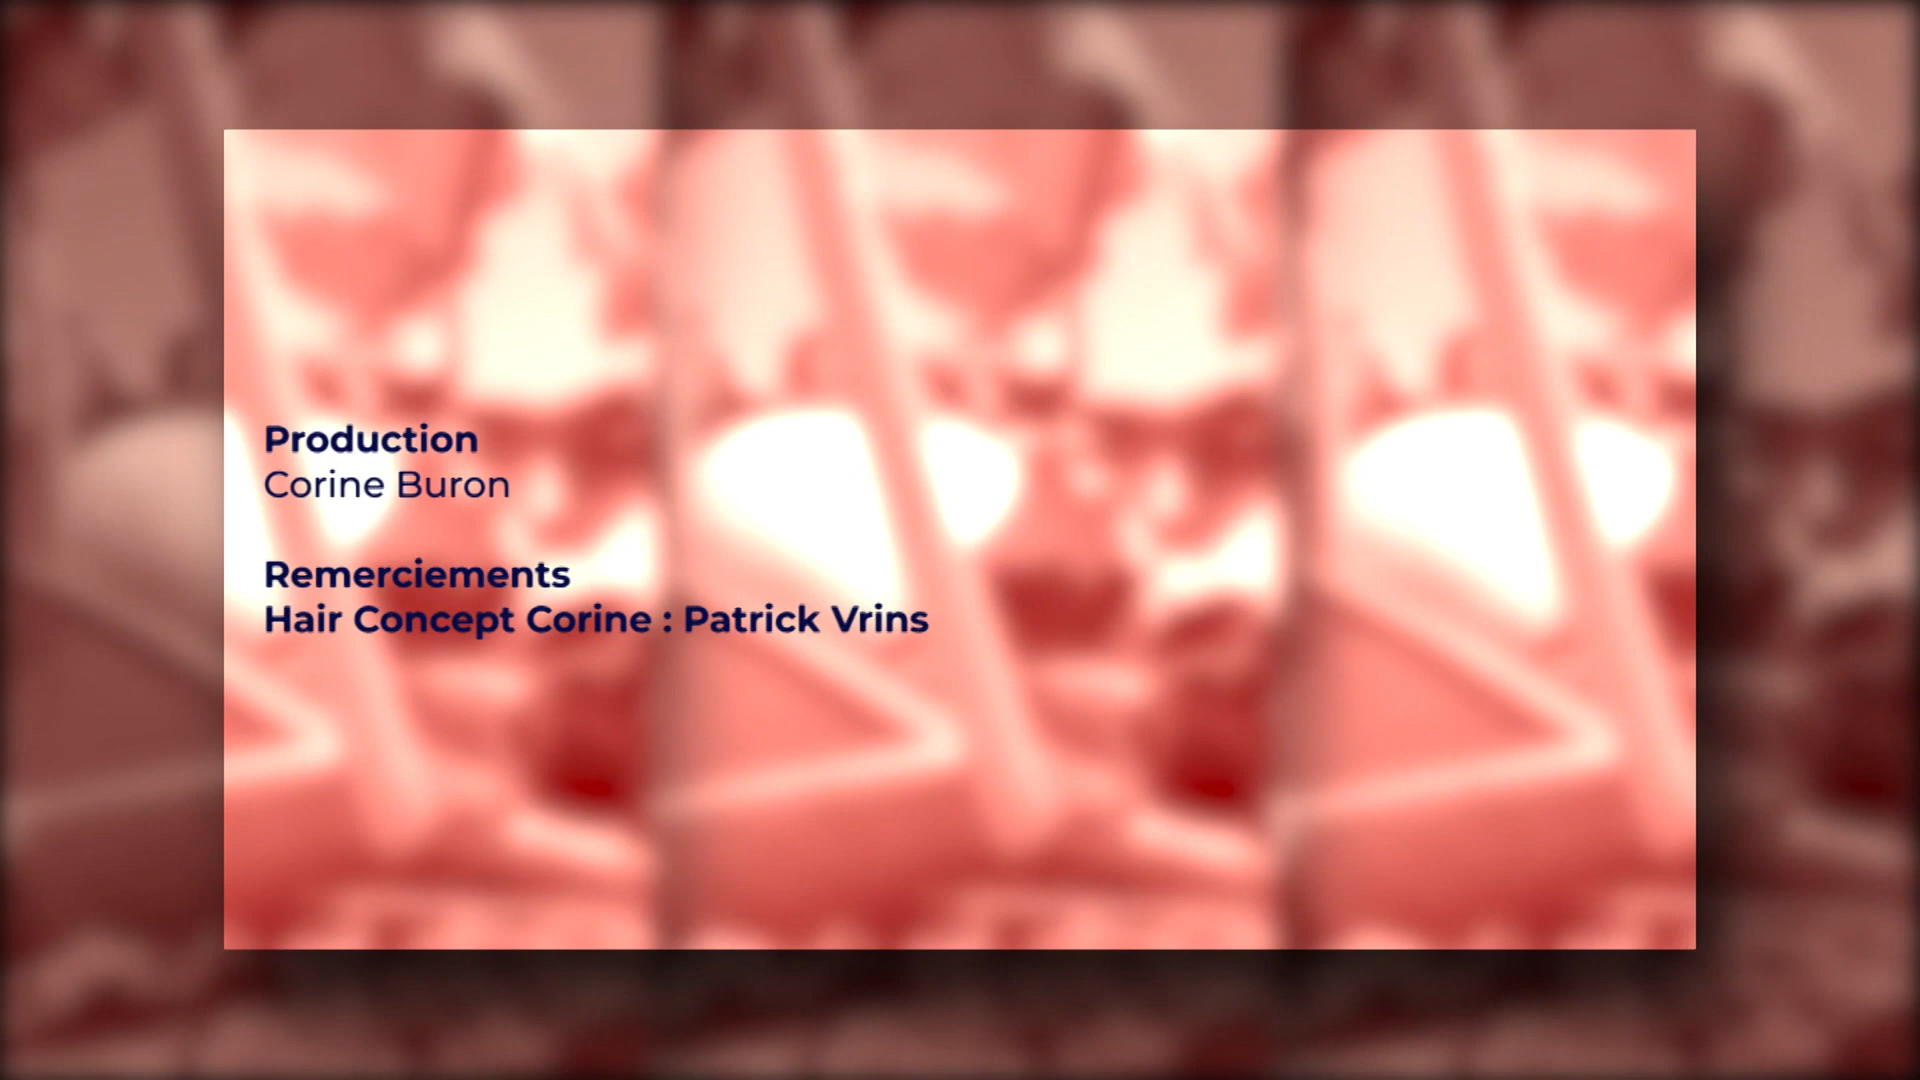 Production
Corine Buron
Remerciements
Hair Concept Corine : Patrick Vrins